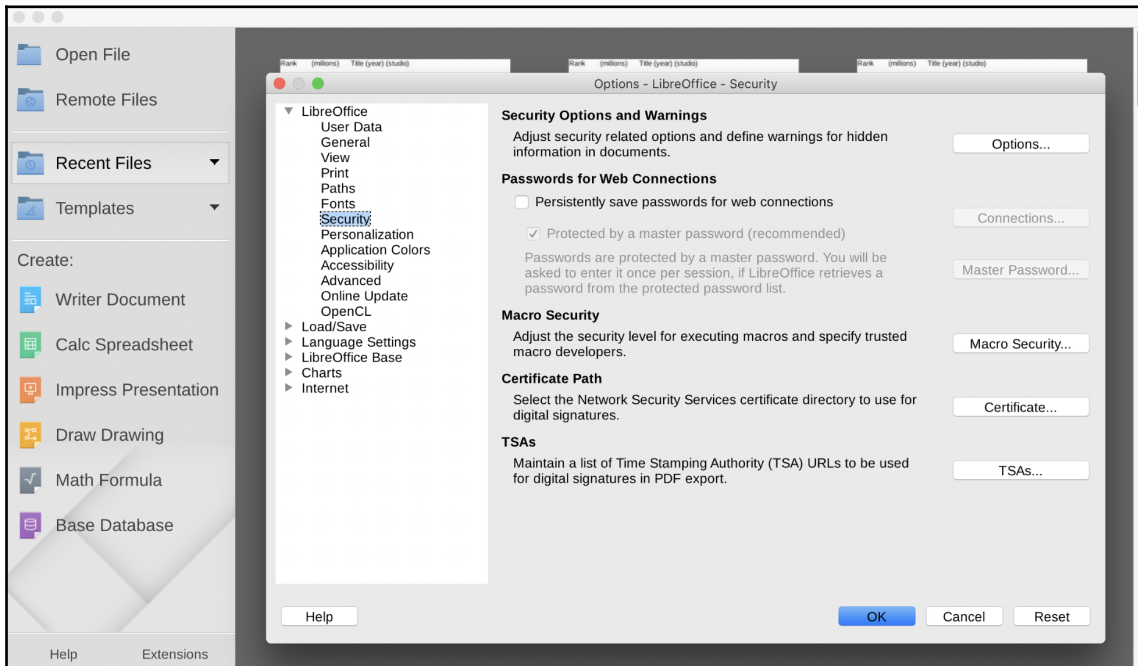 Open File
Remote Files
Recent Files
Templates
Create:
Writer Document
Calc Spreadsheet
Impress Presentation
Draw Drawing
Math Formula
Base Database
Help Extensions
Rank (millions) Title (year) (studio) Rank (millions) Title (year) (studio) Rank (millions) Title (year) (studio)
Options - LibreOffice - Security
LibreOffice
User Data
General
View
Print
Paths
Fonts
Security
Personalization
Application Colors
Accessibility
Advanced
Online Update
OpenCL
Load/Save
Language Settings
LibreOffice Base
Charts
Internet
Security Options and Warnings
Adjust security related options and define warnings for hidden
information in documents.
Options...
Passwords for Web Connections
Persistently save passwords for web connections
Connections...
Protected by a master password (recommended)
Passwords are protected by a master password. You will be
asked to enter it once per session, if LibreOffice retrieves a
password from the protected password list.
Master Password...
Macro Security
Adjust the security level for executing macros and specify trusted
macro developers.
Macro Security...
Certificate Path
Select the Network Security Services certificate directory to use for
digital signatures.
Certificate...
TSAs
Maintain a list of Time Stamping Authority (TSA) URLs to be used
for digital signatures in PDF export.
TSAs...
Help OK Cancel Reset